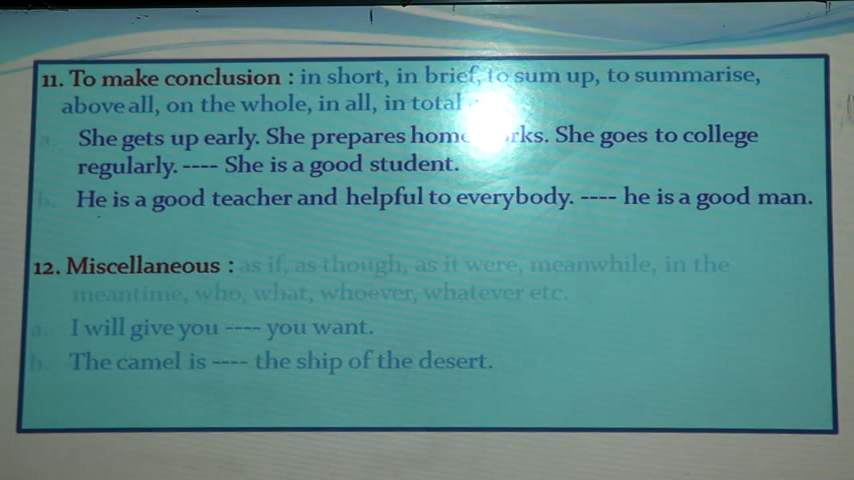 11. To make conclusion : in short, in brief, to sum up, to summarise,
above all, on the whole, in all, in total
a. She gets up early. She prepares home works. She goes to college
regularly. ---- She is a good student.
b. He is a good teacher and helpful to everybody. ---- he is a good man.
12. Miscellaneous : as if, as though, as it were, meanwhile, in the
meantime, who, what, whoever, whatever etc.
a. I will give you ---- you want.
b. The camel is ---- the ship of the desert.